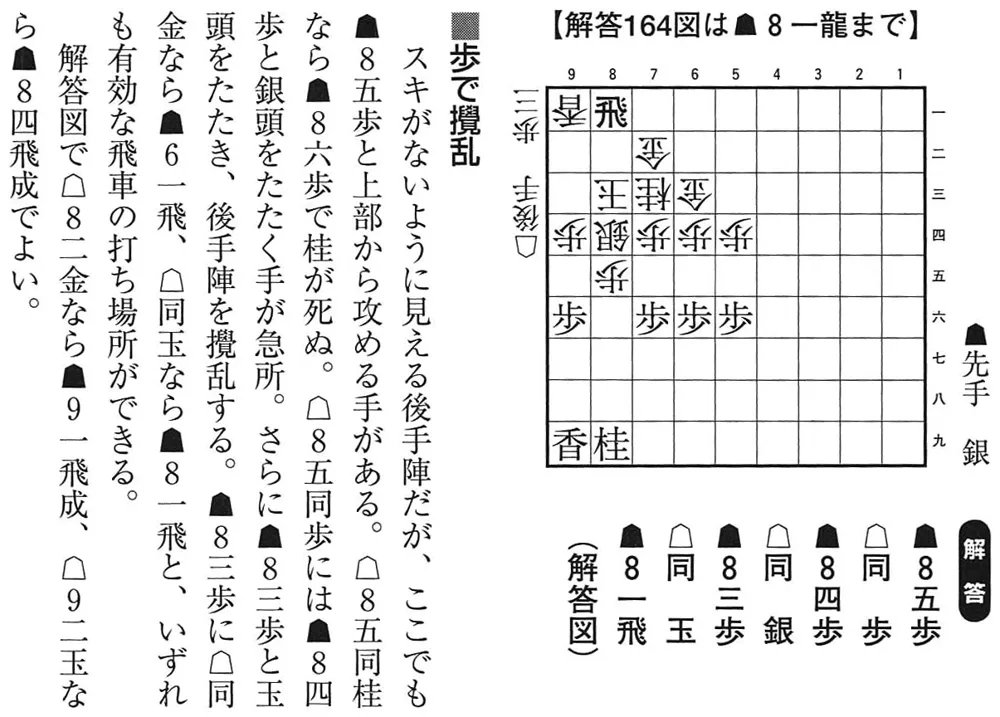 【解答164図は☗8一龍まで】
9 8 7 6 5 4 3 2 1
香 飛 一
金 二
玉 桂 金 三
歩 銀 歩 歩 歩 四
歩 五
歩 歩 歩 歩 六
七
八
香 桂 九
☗先手 銀
☖後手 歩二
解答
☗8五歩
☖同歩
☗8四歩
☖同銀
☗8三歩
☖同玉
☗8一飛
(解答図)
■歩で攪乱
スキがないように見える後手陣だが、ここでも
☗8五歩と上部から攻める手がある。☖8五同桂
なら☗8六歩で桂が死ぬ。☖8五同歩には☗8四
歩と銀頭をたたく手が急所。さらに☗8三歩と玉
頭をたたき、後手陣を攪乱する。☗8三歩に☖同
金なら☗6一飛、☖同玉なら☗8一飛と、いずれ
も有効な飛車の打ち場所ができる。
解答図で☖8二金なら☗9一飛成、☖9二玉な
ら☗8四飛成でよい。